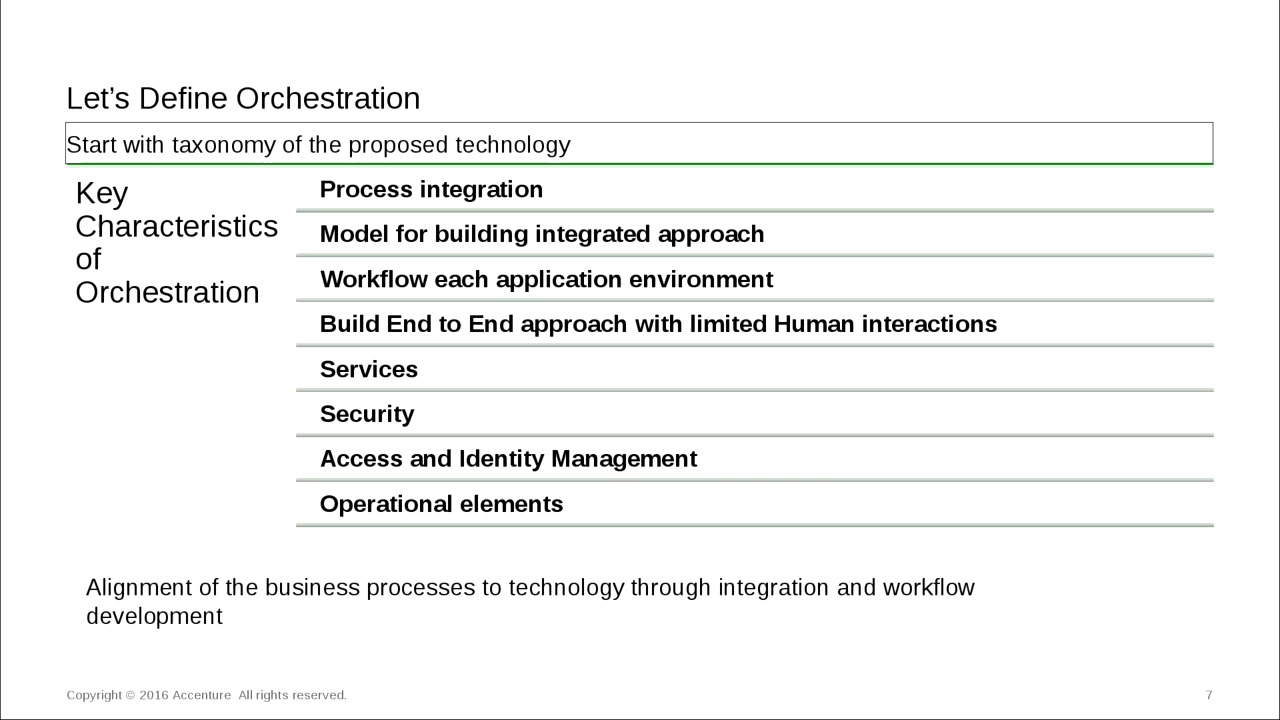 Let’s Define Orchestration
Start with taxonomy of the proposed technology
Key
Characteristics
of
Orchestration
Process integration
Model for building integrated approach
Workflow each application environment
Build End to End approach with limited Human interactions
Services
Security
Access and Identity Management
Operational elements
Alignment of the business processes to technology through integration and workflow
development
Copyright © 2016 Accenture  All rights reserved.
7